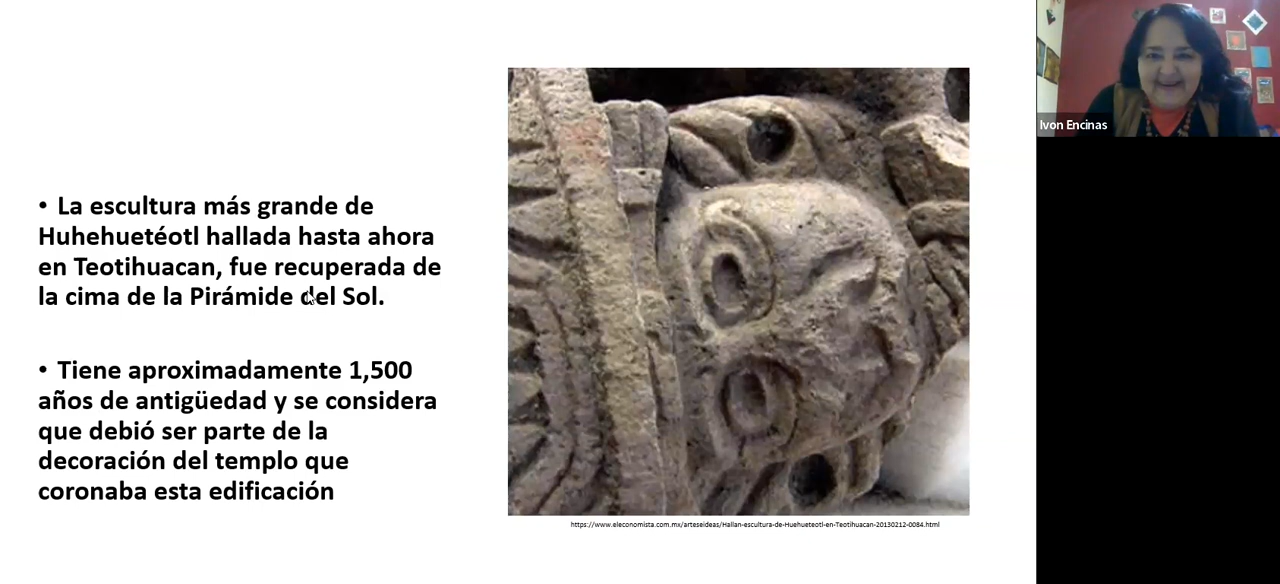 • La escultura más grande de
Huhehuetéotl hallada hasta ahora
en Teotihuacan, fue recuperada de
la cima de la Pirámide del Sol.
• Tiene aproximadamente 1,500
años de antigüedad y se considera
que debió ser parte de la
decoración del templo que
coronaba esta edificación
https://www.eleconomista.com.mx/arteseideas/Hallan-escultura-de-Huehueteotl-en-Teotihuacan-20130212-0084.html
Ivon Encinas